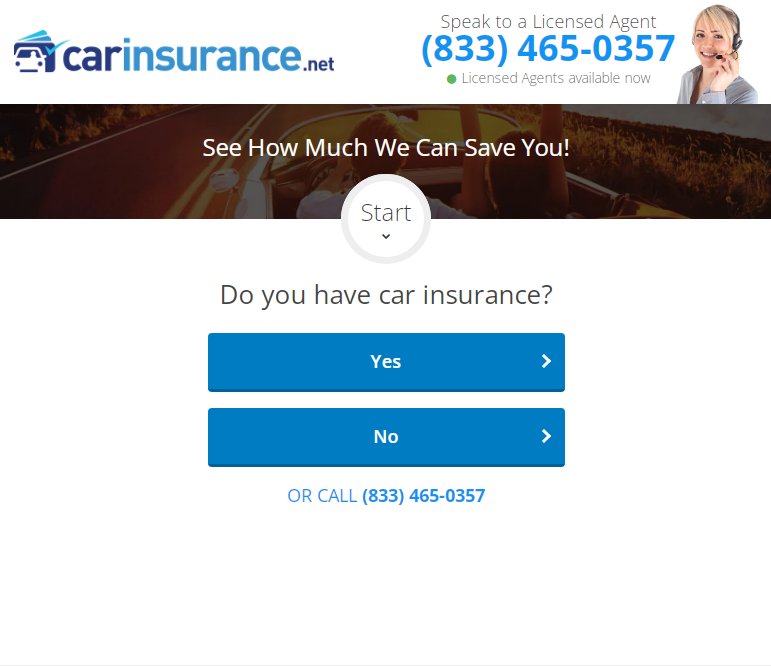 carinsurance.net
Speak to a Licensed Agent
(833) 465-0357
Licensed Agents available now
See How Much We Can Save You!
Start
Do you have car insurance?
Yes
No
OR CALL (833) 465-0357